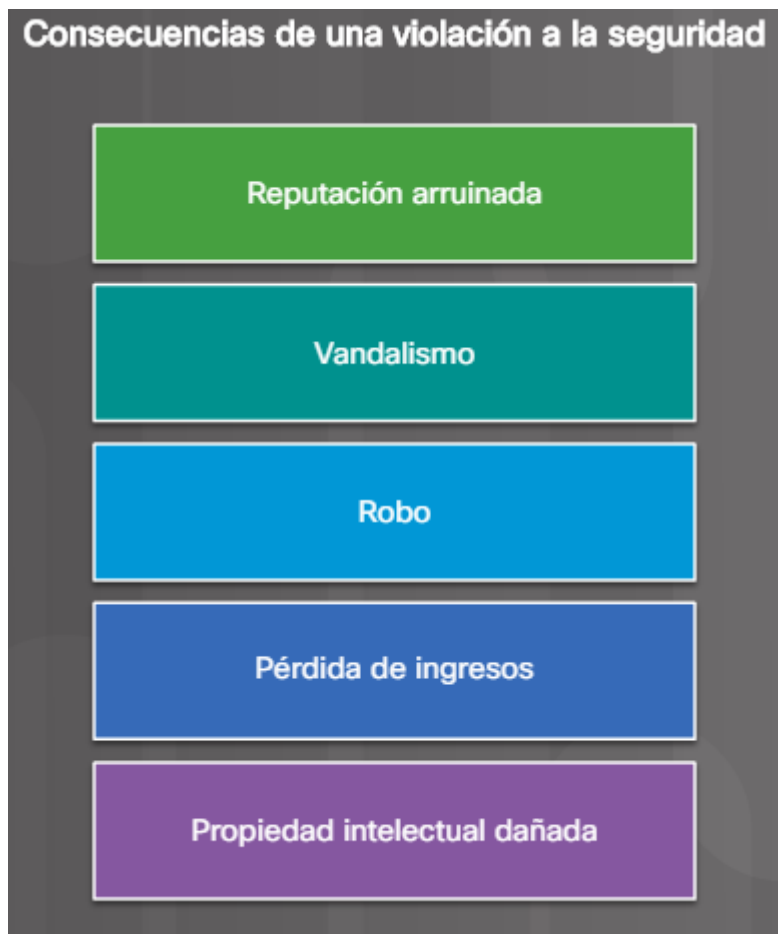 Consecuencias de una violación a la seguridad
Reputación arruinada
Vandalismo
Robo
Pérdida de ingresos
Propiedad intelectual dañada